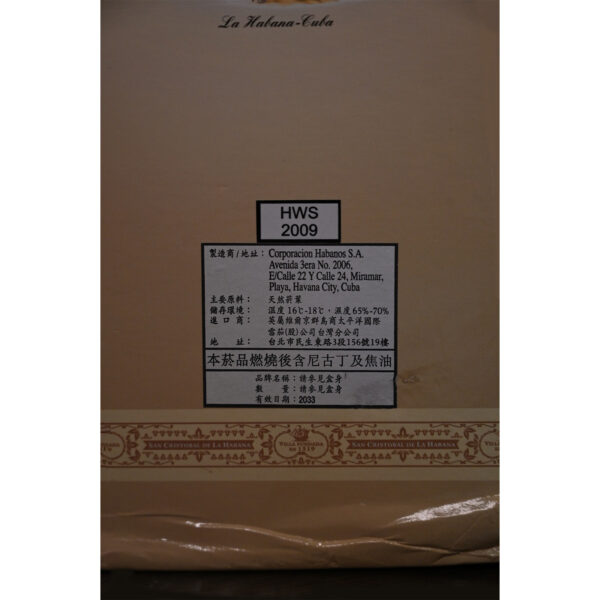 La Habana-Cuba
HWS
2009
製造商/地址: Corporacion Habanos S.A.
Avenida 3era No. 2006,
E/Calle 22 Y Calle 24, Miramar,
Playa, Havana City, Cuba
主要原料: 天然菸葉
儲存環境: 溫度16℃-18℃,濕度65%-70%
進口商: 英屬維爾京群島商太平洋國際
雪茄(股)公司台灣分公司
地址: 台北市民生東路3段156號19樓
本菸品燃燒後含尼古丁及焦油
品牌名稱:請參見盒身
數量:請參見盒身
有效日期:2033
SAN CRISTOBAL DE LA HABANA
VILLA FUNDADA
EN 1519
SAN CRISTOBAL DE LA HABANA